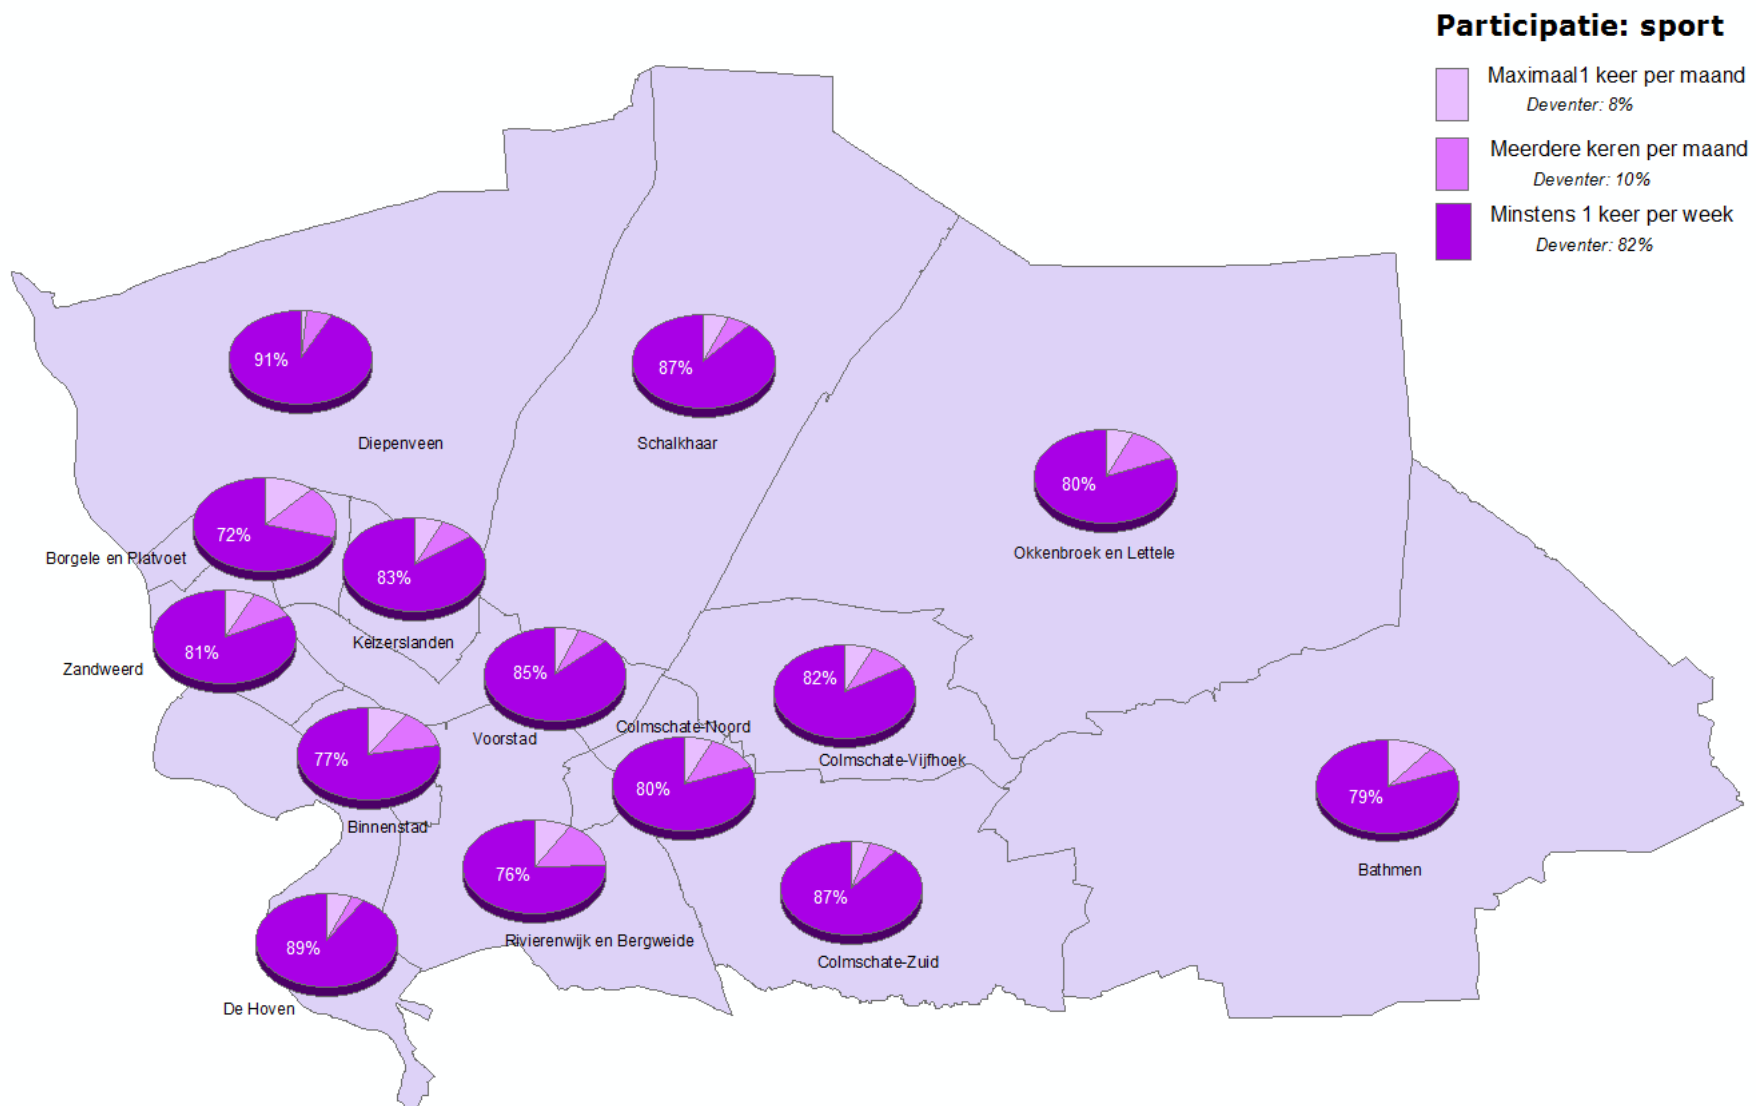 Participatie: sport
Maximaal1 keer per maand
Deventer: 8%
Meerdere keren per maand
Deventer: 10%
Minstens 1 keer per week
Deventer: 82%
91%
Diepenveen
87%
Schalkhaar
80%
Okkenbroek en Lettele
72%
Borgele en Platvoet
83%
Keizerslanden
81%
Zandweerd
85%
Voorstad
82%
Colmschate-Vijfhoek
Colmschate-Noord
80%
77%
Binnenstad
79%
Bathmen
76%
Rivierenwijk en Bergweide
87%
Colmschate-Zuid
89%
De Hoven